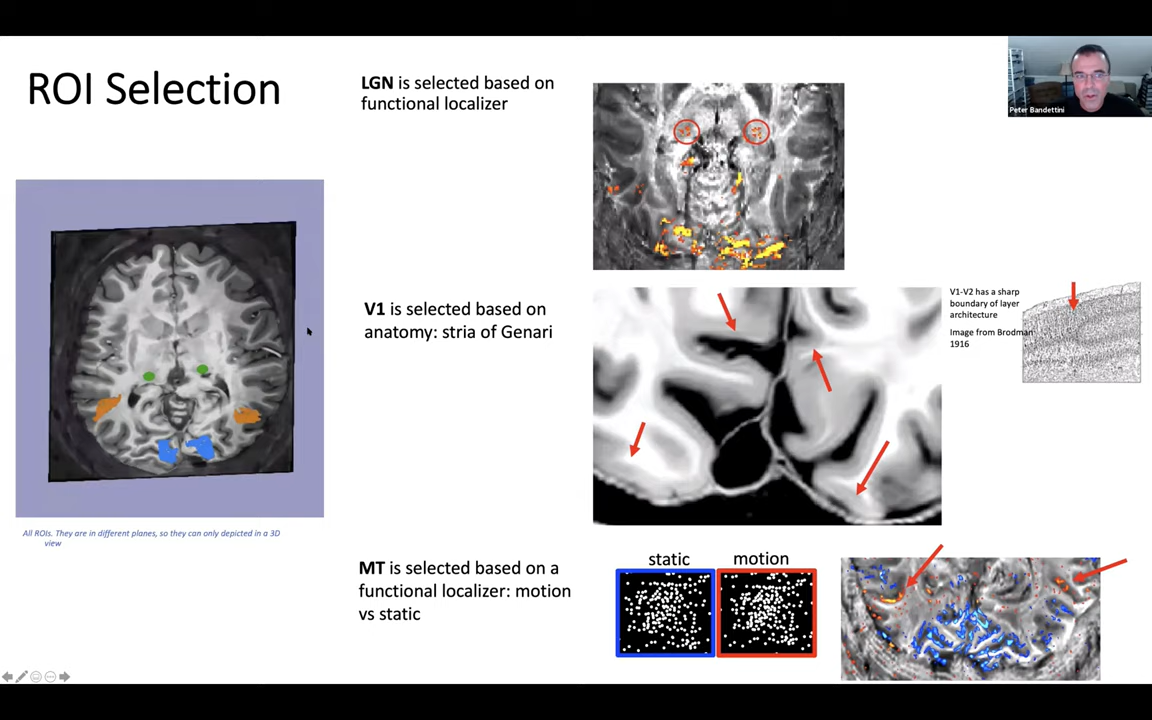 ROI Selection
LGN is selected based on
functional localizer
Peter Bandettini
V1 is selected based on
anatomy: stria of Genari
V1-V2 has a sharp
boundary of layer
architecture
Image from Brodman
1916
All ROIs. They are in different planes, so they can only depicted in a 3D
view
MT is selected based on a
functional localizer: motion
vs static
static
motion